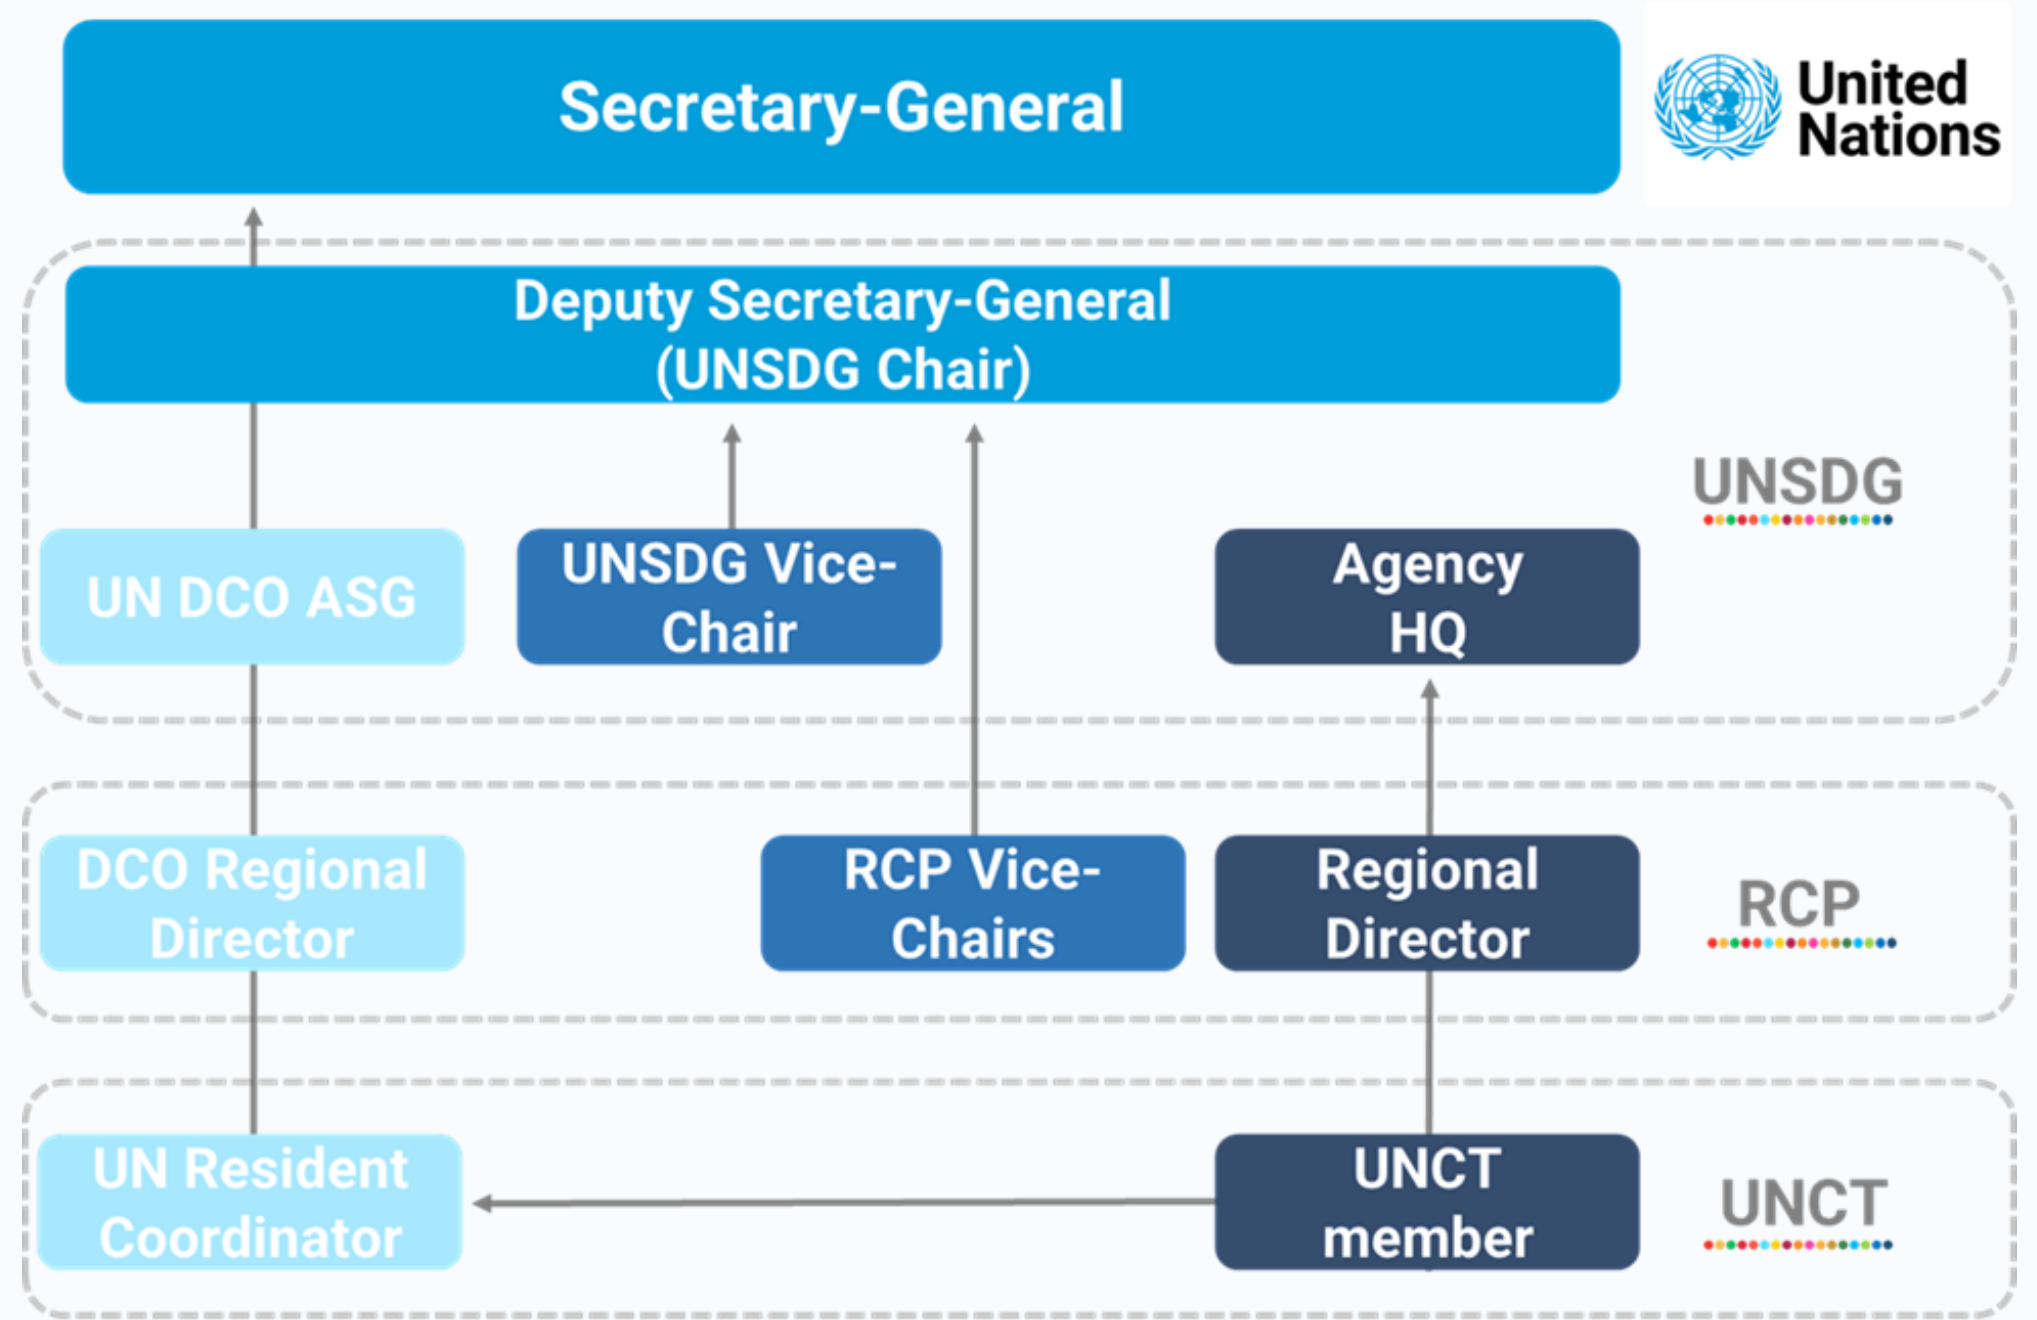 Secretary-General
United
Nations
Deputy Secretary-General
(UNSDG Chair)
UNSDG
UN DCO ASG
UNSDG Vice-
Chair
Agency
HQ
DCO Regional
Director
RCP Vice-
Chairs
Regional
Director
RCP
UN Resident
Coordinator
UNCT
member
UNCT